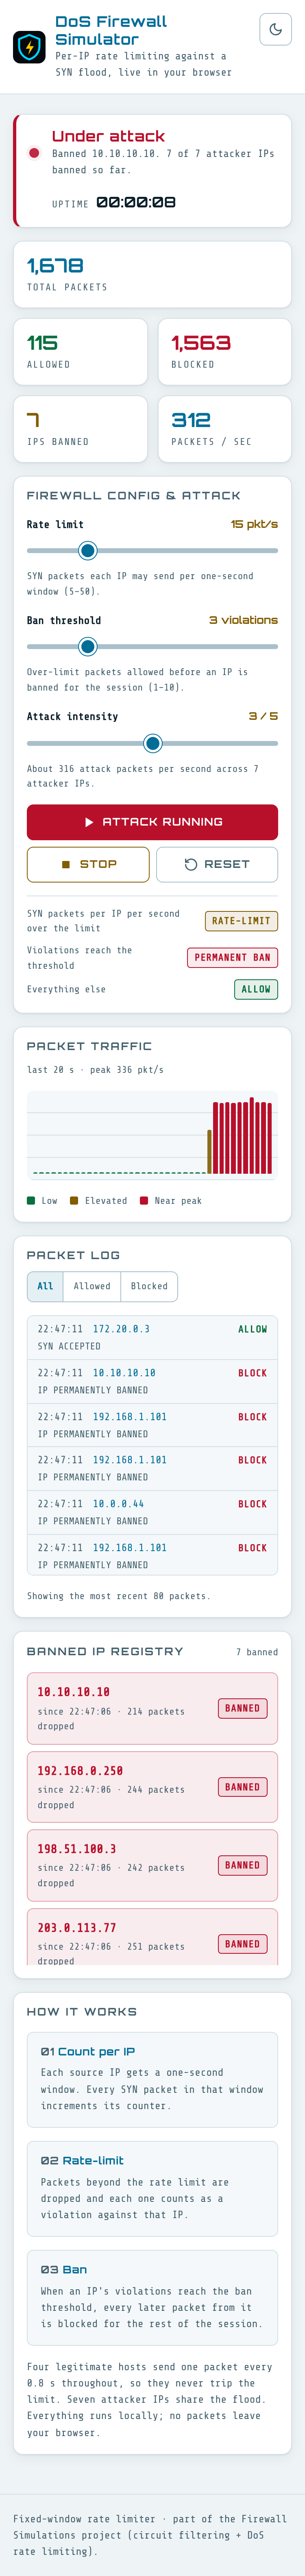 DoS Firewall
Simulator
Per-IP rate limiting against a
SYN flood, live in your browser
Under attack
Banned 10.10.10.10. 7 of 7 attacker IPs
banned so far.
UPTIME 00:00:08
1,678
TOTAL PACKETS
115
ALLOWED
1,563
BLOCKED
7
IPS BANNED
312
PACKETS / SEC
FIREWALL CONFIG & ATTACK
Rate limit 15 pkt/s
SYN packets each IP may send per one-second
window (5-50).
Ban threshold 3 violations
Over-limit packets allowed before an IP is
banned for the session (1-10).
Attack intensity 3 / 5
About 316 attack packets per second across 7
attacker IPs.
ATTACK RUNNING
STOP
RESET
SYN packets per IP per second
over the limit
RATE-LIMIT
Violations reach the
threshold
PERMANENT BAN
Everything else
ALLOW
PACKET TRAFFIC
last 20 s · peak 336 pkt/s
Low Elevated Near peak
PACKET LOG
All Allowed Blocked
22:47:11 172.20.0.3 ALLOW
SYN ACCEPTED
22:47:11 10.10.10.10 BLOCK
IP PERMANENTLY BANNED
22:47:11 192.168.1.101 BLOCK
IP PERMANENTLY BANNED
22:47:11 192.168.1.101 BLOCK
IP PERMANENTLY BANNED
22:47:11 10.0.0.44 BLOCK
IP PERMANENTLY BANNED
22:47:11 192.168.1.101 BLOCK
IP PERMANENTLY BANNED
Showing the most recent 80 packets.
BANNED IP REGISTRY 7 banned
10.10.10.10
since 22:47:06 · 214 packets
dropped
BANNED
192.168.0.250
since 22:47:06 · 244 packets
dropped
BANNED
198.51.100.3
since 22:47:06 · 242 packets
dropped
BANNED
203.0.113.77
since 22:47:06 · 251 packets
dropped
BANNED
HOW IT WORKS
01 Count per IP
Each source IP gets a one-second
window. Every SYN packet in that window
increments its counter.
02 Rate-limit
Packets beyond the rate limit are
dropped and each one counts as a
violation against that IP.
03 Ban
When an IP's violations reach the ban
threshold, every later packet from it
is blocked for the rest of the session.
Four legitimate hosts send one packet every
0.8 s throughout, so they never trip the
limit. Seven attacker IPs share the flood.
Everything runs locally; no packets leave
your browser.
Fixed-window rate limiter · part of the Firewall
Simulations project (circuit filtering + DoS
rate limiting).